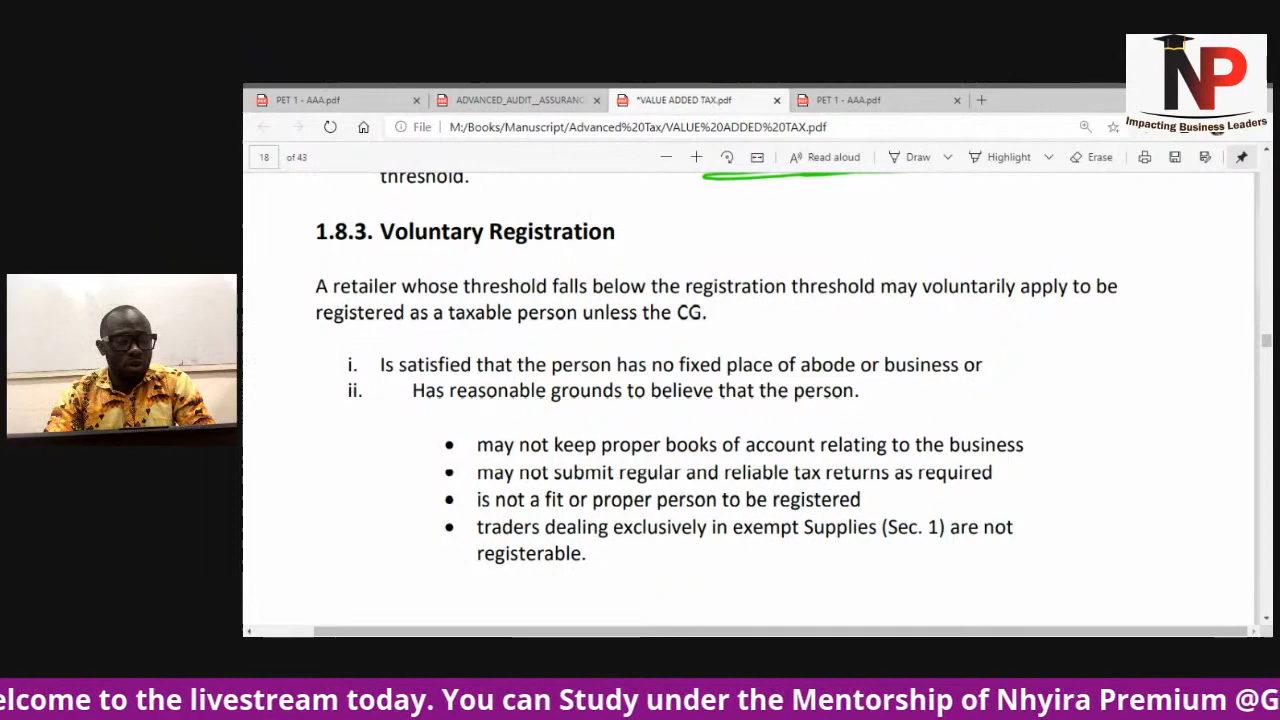 NP
Impacting Business Leaders
PET 1 - AAA.pdf
ADVANCED_AUDIT__ASSURANC
*VALUE ADDED TAX.pdf
PET 1 - AAA.pdf
File
M:/Books/Manuscript/Advanced%20Tax/VALUE%20ADDED%20TAX.pdf
18 of 43
Read aloud
Draw
Highlight
Erase
threshold.
1.8.3. Voluntary Registration
A retailer whose threshold falls below the registration threshold may voluntarily apply to be
registered as a taxable person unless the CG.
i. Is satisfied that the person has no fixed place of abode or business or
ii. Has reasonable grounds to believe that the person.
• may not keep proper books of account relating to the business
• may not submit regular and reliable tax returns as required
• is not a fit or proper person to be registered
• traders dealing exclusively in exempt Supplies (Sec. 1) are not
registerable.
elcome to the livestream today. You can Study under the Mentorship of Nhyira Premium @G